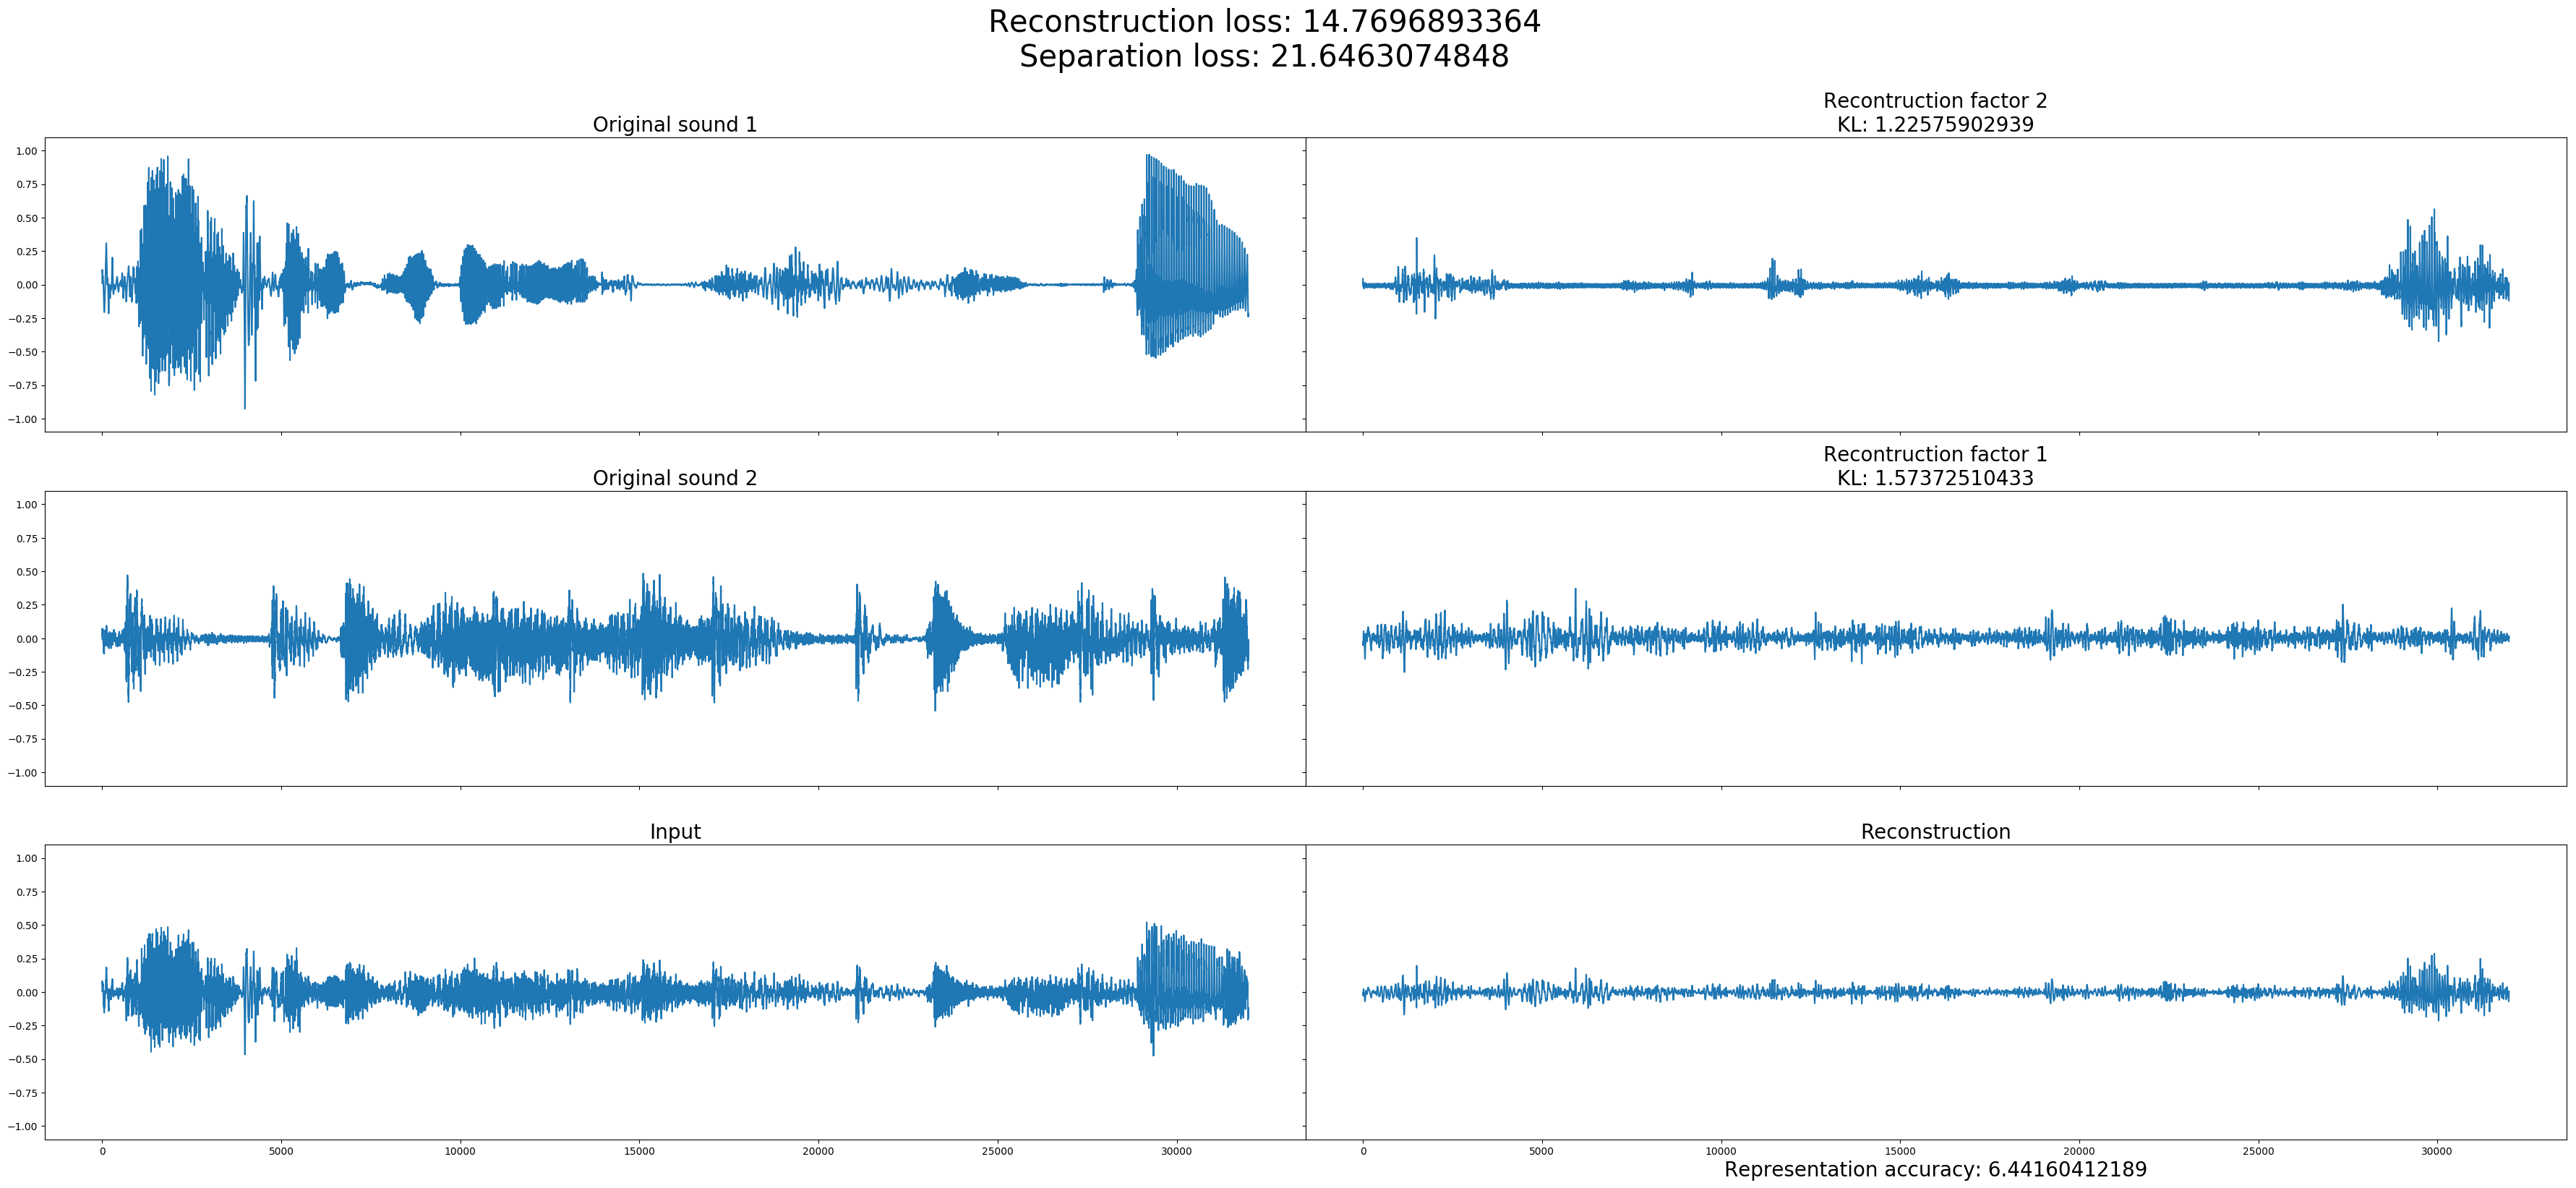 Reconstruction loss: 14.7696893364
Separation loss: 21.6463074848
Original sound 1
1.00
0.75
0.50
0.25
0.00
−0.25
−0.50
−0.75
−1.00
Recontruction factor 2
KL: 1.22575902939
Original sound 2
1.00
0.75
0.50
0.25
0.00
−0.25
−0.50
−0.75
−1.00
Recontruction factor 1
KL: 1.57372510433
Input
1.00
0.75
0.50
0.25
0.00
−0.25
−0.50
−0.75
−1.00
0 5000 10000 15000 20000 25000 30000
Reconstruction
0 5000 10000 15000 20000 25000 30000
Representation accuracy: 6.44160412189